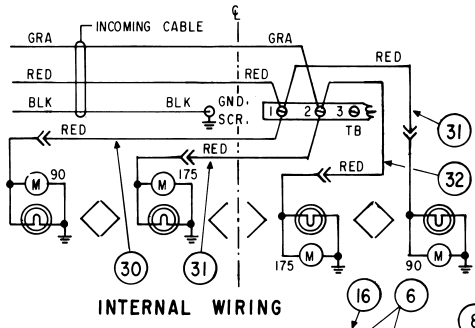 ℄
INCOMING CABLE
GRA GRA
RED RED RED
BLK BLK GND. 1 2 3
SCR.
TB
RED
31
RED RED
32
M 90 M 175
30 31
175 M 90 M
INTERNAL WIRING
16 6
8